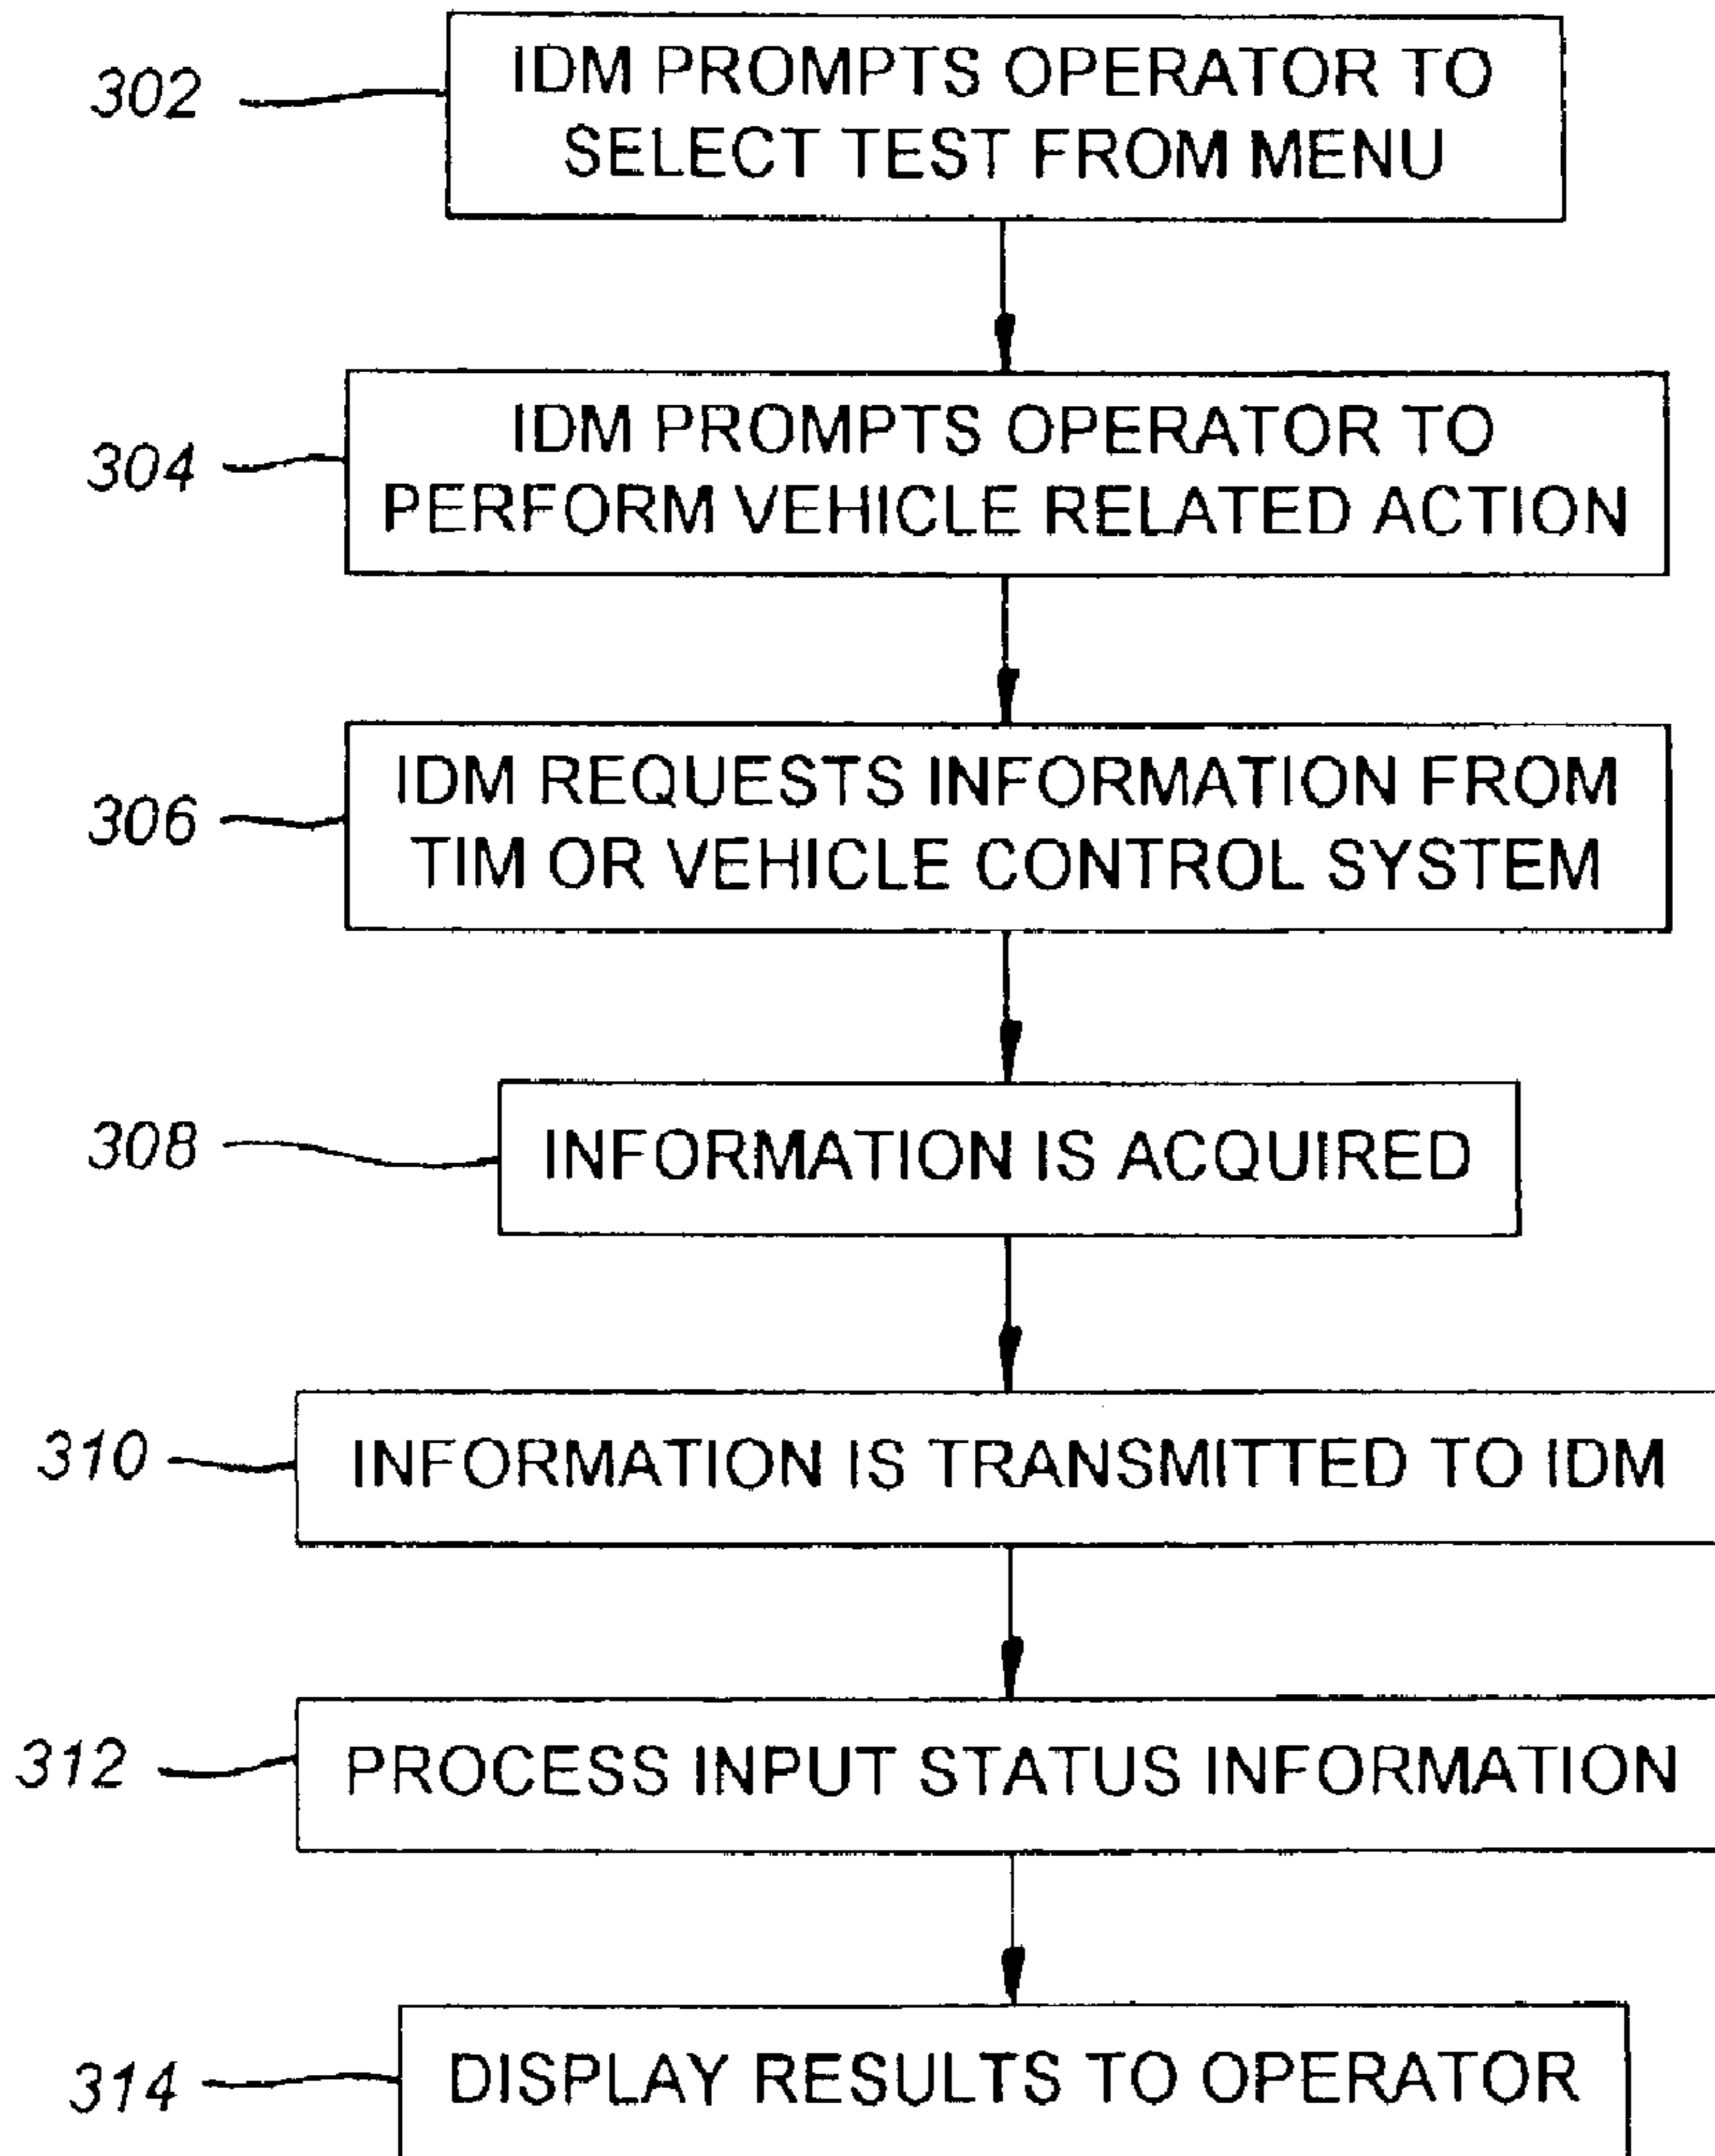 302
IDM PROMPTS OPERATOR TO
SELECT TEST FROM MENU
304
IDM PROMPTS OPERATOR TO
PERFORM VEHICLE RELATED ACTION
306
IDM REQUESTS INFORMATION FROM
TIM OR VEHICLE CONTROL SYSTEM
308
INFORMATION IS ACQUIRED
310
INFORMATION IS TRANSMITTED TO IDM
312
PROCESS INPUT STATUS INFORMATION
314
DISPLAY RESULTS TO OPERATOR